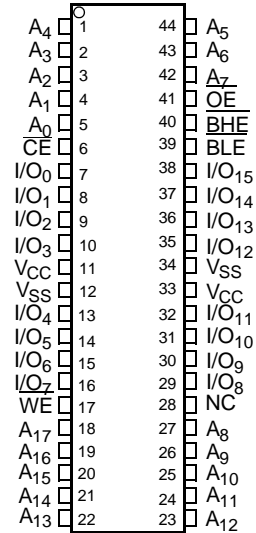 A4 1 44 A5
A3 2 43 A6
A2 3 42 A7
A1 4 41 OE
A0 5 40 BHE
CE 6 39 BLE
I/O0 7 38 I/O15
I/O1 8 37 I/O14
I/O2 9 36 I/O13
I/O3 10 35 I/O12
VCC 11 34 VSS
VSS 12 33 VCC
I/O4 13 32 I/O11
I/O5 14 31 I/O10
I/O6 15 30 I/O9
I/O7 16 29 I/O8
WE 17 28 NC
A17 18 27 A8
A16 19 26 A9
A15 20 25 A10
A14 21 24 A11
A13 22 23 A12